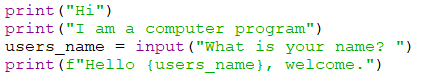 print("Hi")
print("I am a computer program")
users_name = input("What is your name? ")
print(f"Hello {users_name}, welcome.")